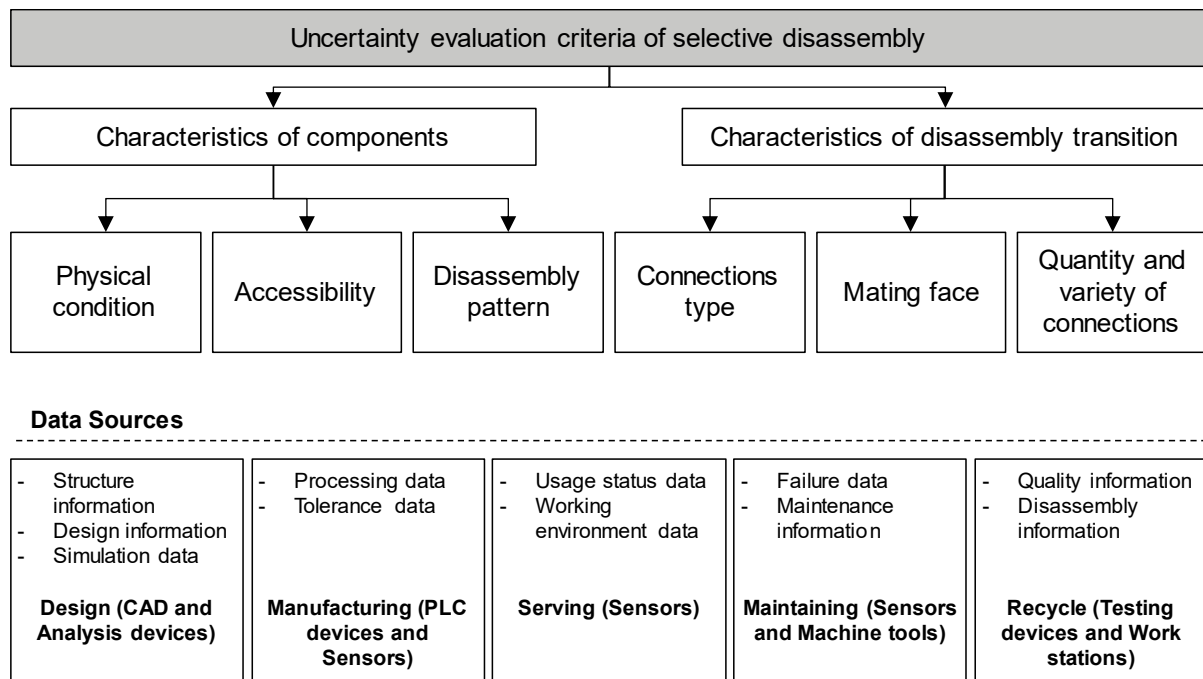 Uncertainty evaluation criteria of selective disassembly
Characteristics of components
Characteristics of disassembly transition
Physical
condition
Accessibility
Disassembly
pattern
Connections
type
Mating face
Quantity and
variety of
connections
Data Sources
- Structure
information
- Design information
- Simulation data
Design (CAD and
Analysis devices)
- Processing data
- Tolerance data
Manufacturing (PLC
devices and
Sensors)
- Usage status data
- Working
environment data
Serving (Sensors)
- Failure data
- Maintenance
information
Maintaining (Sensors
and Machine tools)
- Quality information
- Disassembly
information
Recycle (Testing
devices and Work
stations)